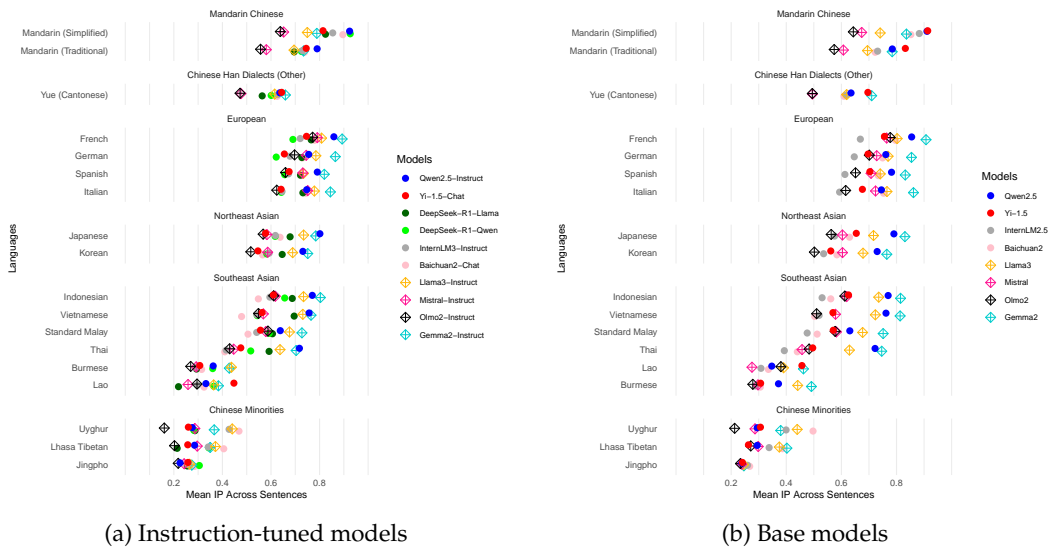 Mandarin Chinese
Mandarin (Simplified)
Mandarin (Traditional)
Chinese Han Dialects (Other)
Yue (Cantonese)
European
French
German
Spanish
Italian
Northeast Asian
Japanese
Korean
Southeast Asian
Indonesian
Vietnamese
Standard Malay
Thai
Burmese
Lao
Chinese Minorities
Uyghur
Lhasa Tibetan
Jingpho
0.2 0.4 0.6 0.8
Mean IP Across Sentences
Languages
Models
Qwen2.5−Instruct
Yi−1.5−Chat
DeepSeek−R1−Llama
DeepSeek−R1−Qwen
InternLM3−Instruct
Baichuan2−Chat
Llama3−Instruct
Mistral−Instruct
Olmo2−Instruct
Gemma2−Instruct
(a) Instruction-tuned models
Mandarin Chinese
Mandarin (Simplified)
Mandarin (Traditional)
Chinese Han Dialects (Other)
Yue (Cantonese)
European
French
German
Spanish
Italian
Northeast Asian
Japanese
Korean
Southeast Asian
Indonesian
Vietnamese
Standard Malay
Thai
Lao
Burmese
Chinese Minorities
Uyghur
Lhasa Tibetan
Jingpho
0.2 0.4 0.6 0.8
Mean IP Across Sentences
Languages
Models
Qwen2.5
Yi−1.5
InternLM2.5
Baichuan2
Llama3
Mistral
Olmo2
Gemma2
(b) Base models